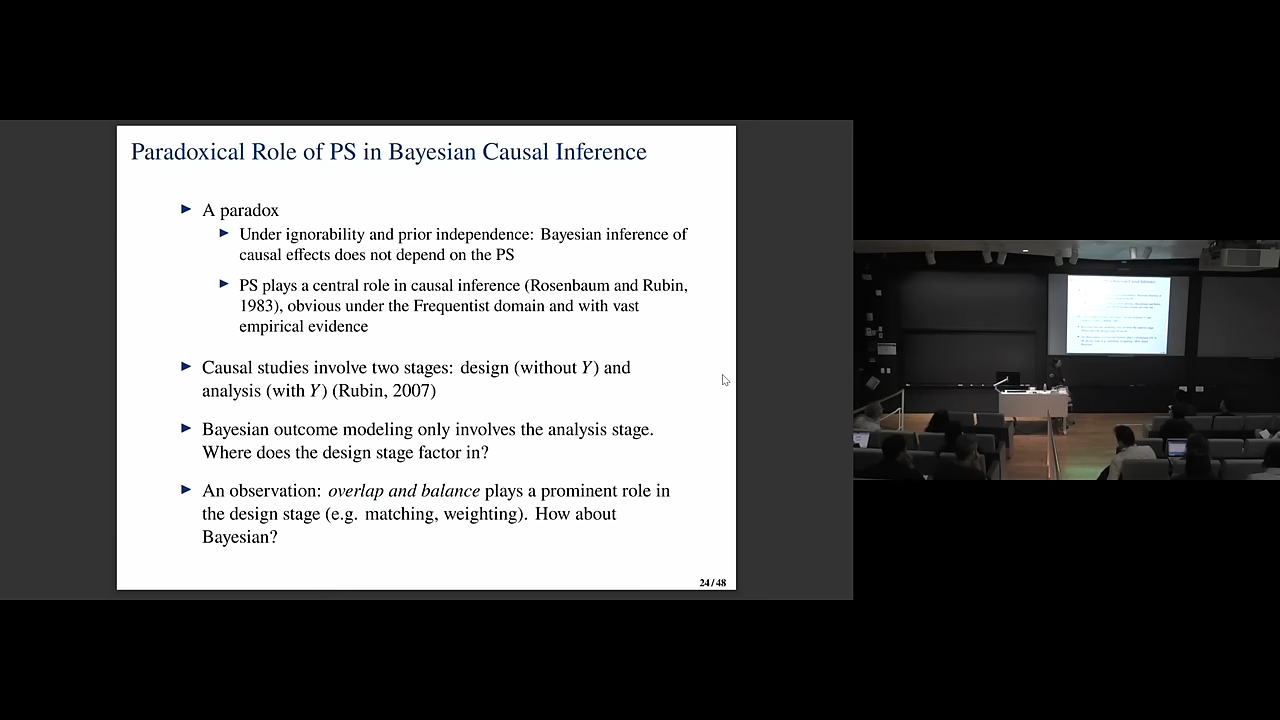 Paradoxical Role of PS in Bayesian Causal Inference
A paradox
Under ignorability and prior independence: Bayesian inference of
causal effects does not depend on the PS
PS plays a central role in causal inference (Rosenbaum and Rubin,
1983), obvious under the Frequentist domain and with vast
empirical evidence
Causal studies involve two stages: design (without Y) and
analysis (with Y) (Rubin, 2007)
Bayesian outcome modeling only involves the analysis stage.
Where does the design stage factor in?
An observation: overlap and balance plays a prominent role in
the design stage (e.g. matching, weighting). How about
Bayesian?
24 / 48